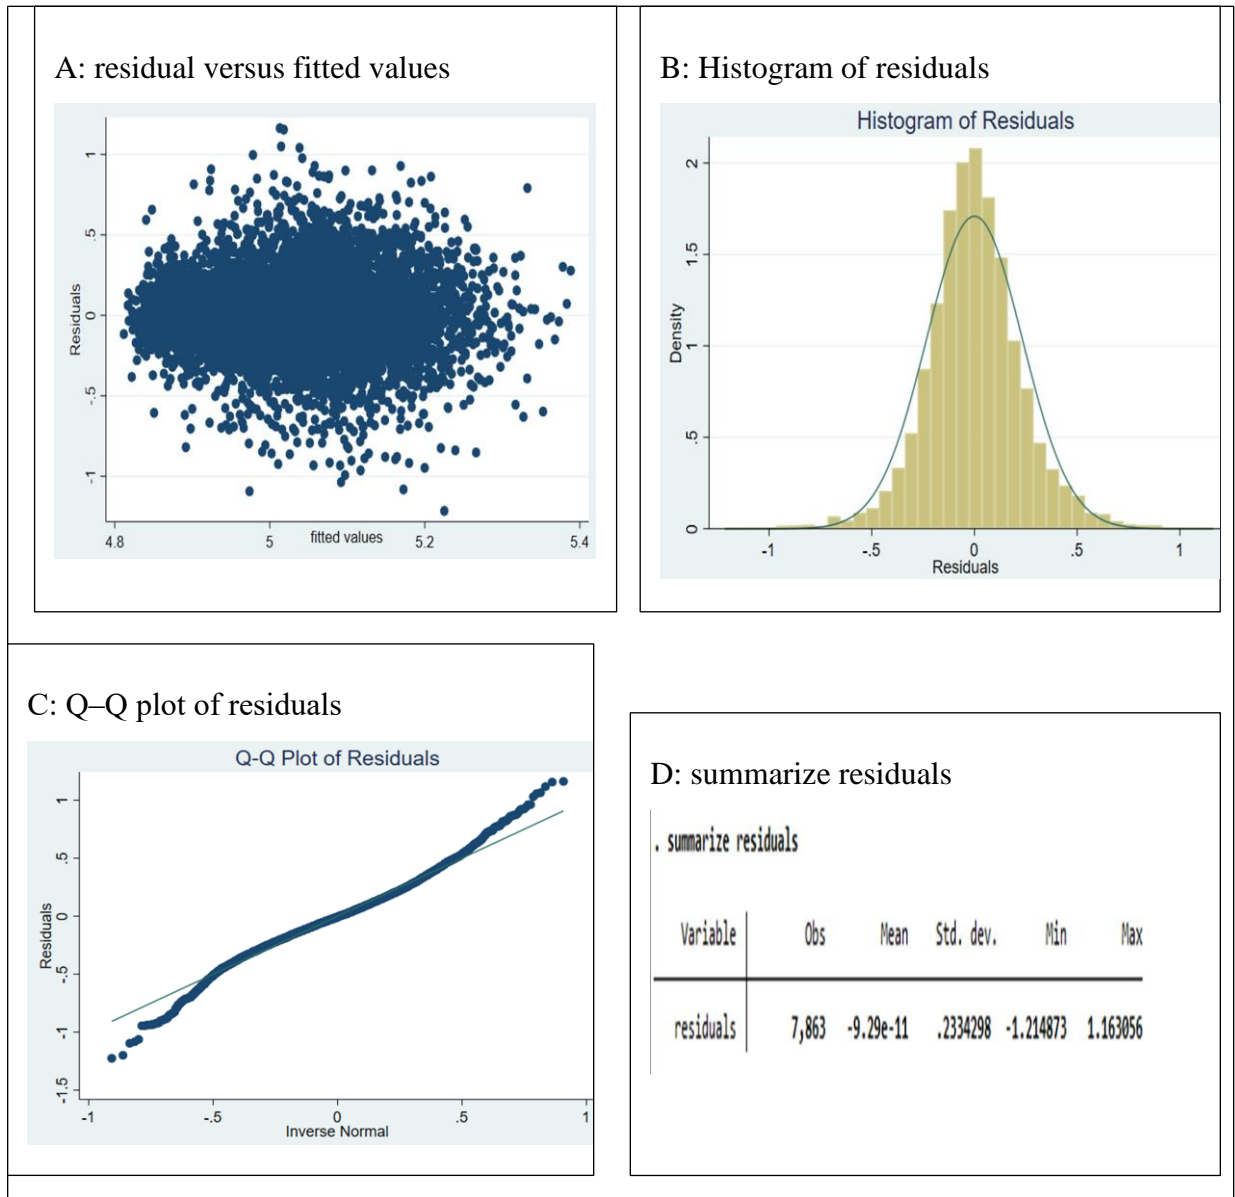 A: residual versus fitted values
1
.5
0
-.5
-1
Residuals
4.8
5
fitted values
5.2
5.4
B: Histogram of residuals
Histogram of Residuals
2
1.5
1
.5
0
Density
-1
-.5
0
.5
1
Residuals
C: Q–Q plot of residuals
Q-Q Plot of Residuals
1
.5
0
-.5
-1
-1.5
Residuals
-1
-.5
0
.5
1
Inverse Normal
D: summarize residuals
. summarize residuals
Variable Obs Mean Std. dev. Min Max
residuals 7,863 -9.29e-11 .2334298 -1.214873 1.163056